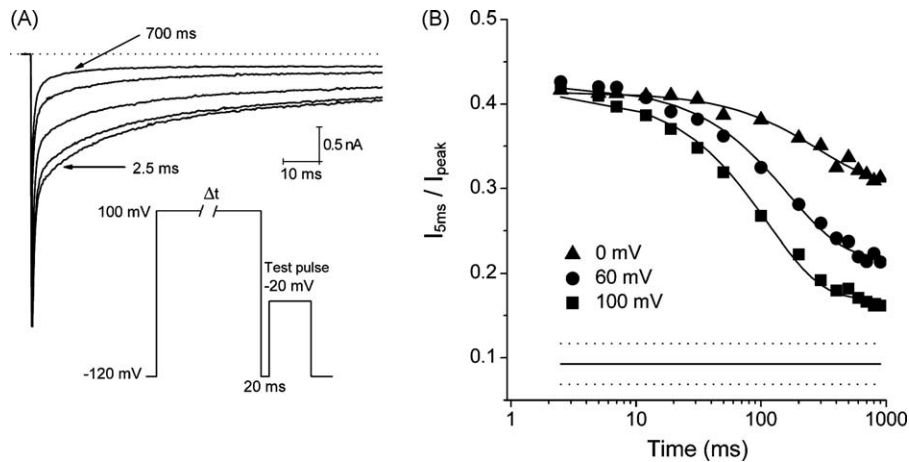 (A)
700 ms
2.5 ms
0.5 nA
10 ms
Δt
100 mV
Test pulse
-20 mV
-120 mV
20 ms
(B)
I5ms / Ipeak
0.5
0.4
0.3
0.2
0.1
0 mV
60 mV
100 mV
1
10
100
1000
Time (ms)